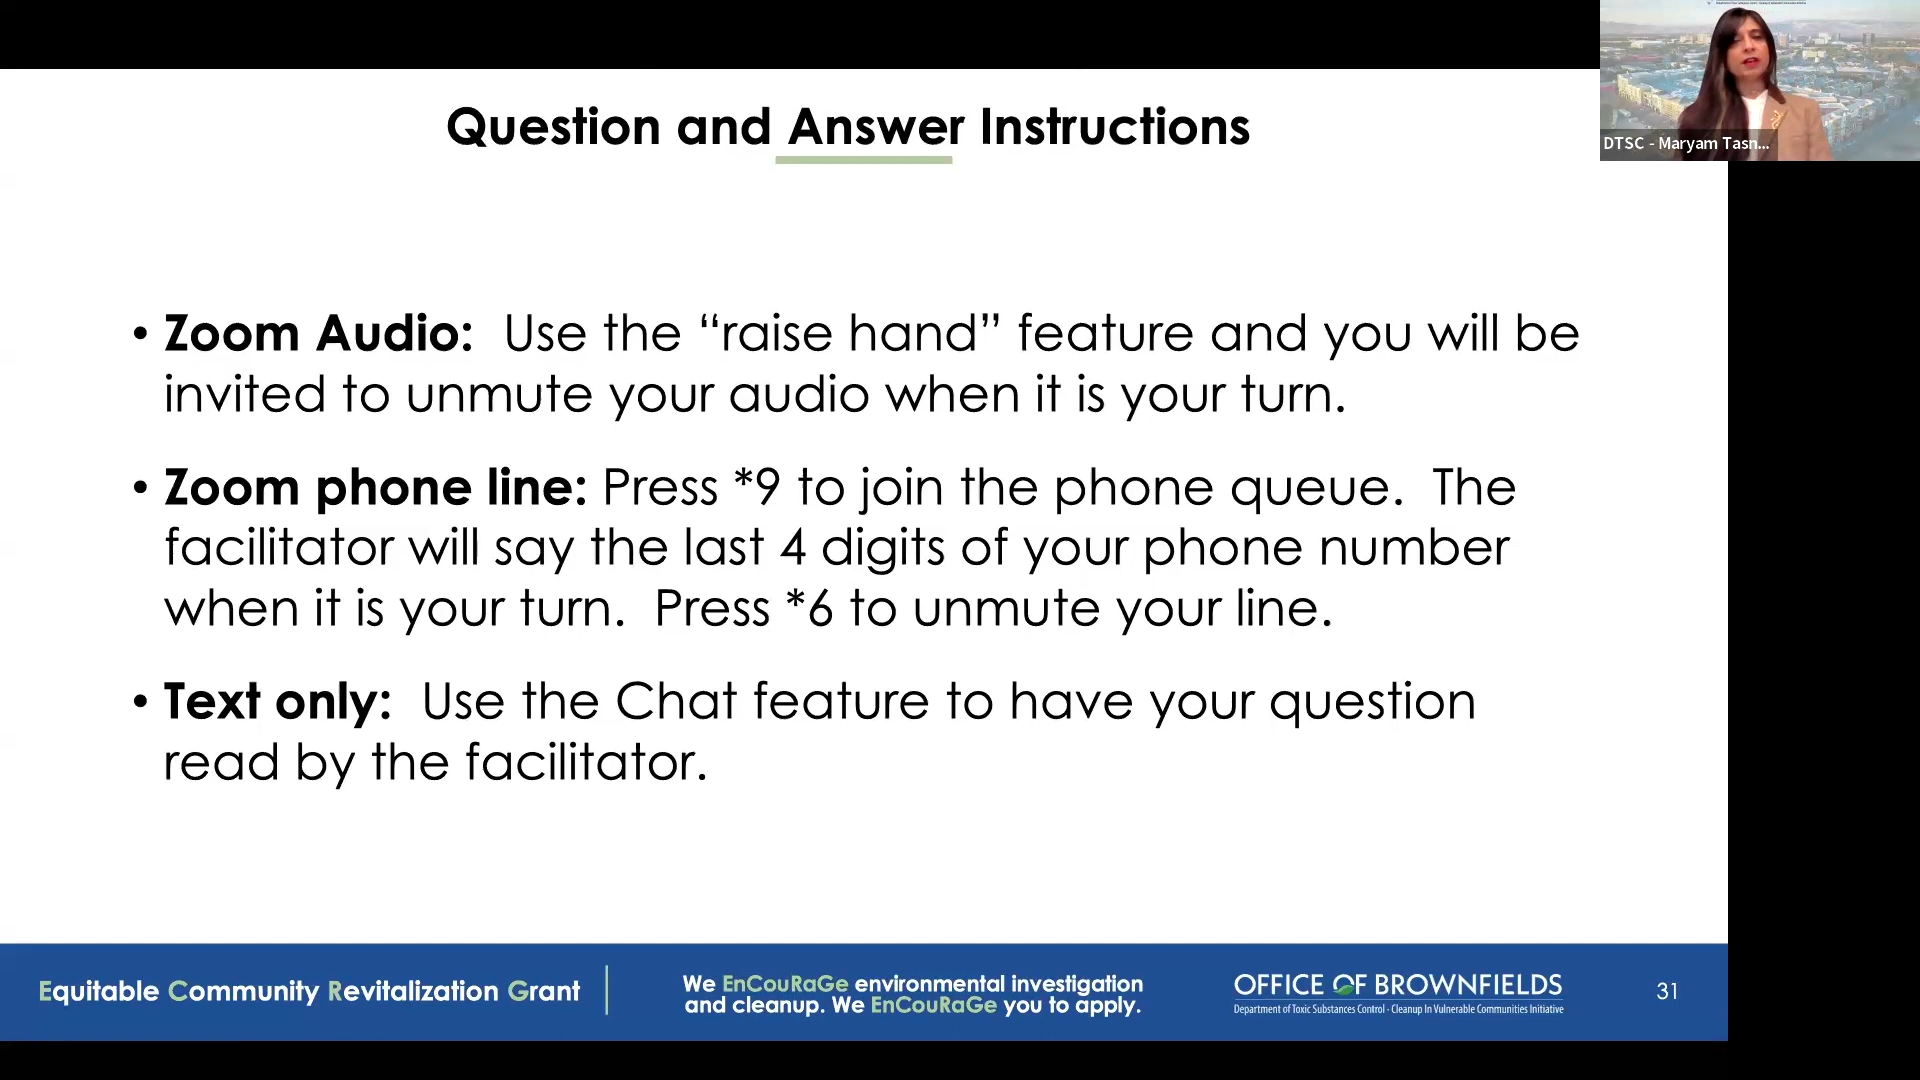 Question and Answer Instructions
DTSC - Maryam Tasn...
• Zoom Audio: Use the “raise hand” feature and you will be
invited to unmute your audio when it is your turn.
• Zoom phone line: Press *9 to join the phone queue. The
facilitator will say the last 4 digits of your phone number
when it is your turn. Press *6 to unmute your line.
• Text only: Use the Chat feature to have your question
read by the facilitator.
Equitable Community Revitalization Grant
We EnCouRaGe environmental investigation
and cleanup. We EnCouRaGe you to apply.
OFFICE OF BROWNFIELDS
Department of Toxic Substances Control - Cleanup In Vulnerable Communities Initiative
31